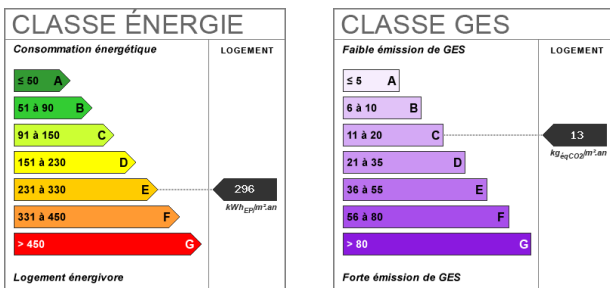 CLASSE ÉNERGIE
Consommation énergétique
LOGEMENT
≤ 50 A
51 à 90 B
91 à 150 C
151 à 230 D
231 à 330 E
296
kWhEP/m².an
331 à 450 F
> 450 G
Logement énergivore
CLASSE GES
Faible émission de GES
LOGEMENT
≤ 5 A
6 à 10 B
11 à 20 C
13
kgéqCO2/m².an
21 à 35 D
36 à 55 E
56 à 80 F
> 80 G
Forte émission de GES